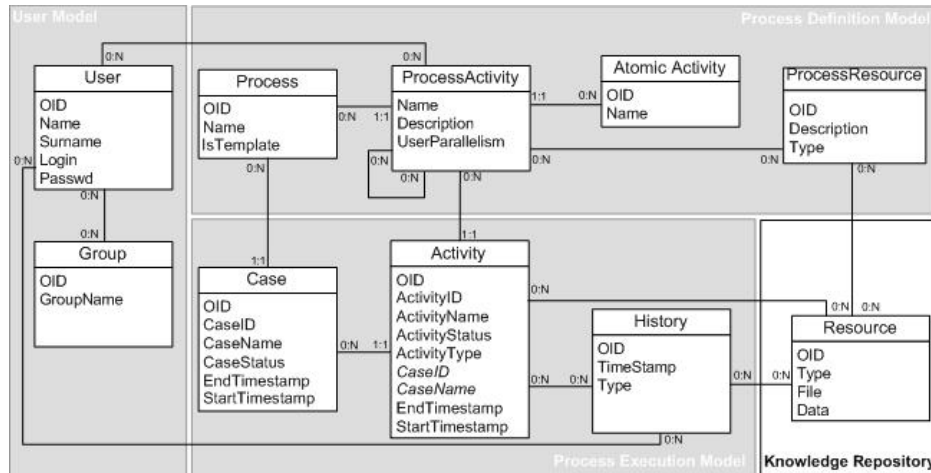 User Model
Process Definition Model
0:N
0:N
User
OID
Name
Surname
Login
Passwd
0:N
0:N
0:N
Group
OID
GroupName
Process
OID
Name
IsTemplate
0:N
1:1
0:N
ProcessActivity
Name
Description
UserParallelism
0:N
0:N
0:N
0:N
1:1
0:N
Atomic Activity
OID
Name
ProcessResource
OID
Description
Type
0:N
0:N
1:1
1:1
Case
OID
CaseID
CaseName
CaseStatus
EndTimestamp
StartTimestamp
0:N
1:1
Activity
OID
ActivityID
ActivityName
ActivityStatus
ActivityType
CaseID
CaseName
EndTimestamp
StartTimestamp
0:N
0:N
0:N
History
OID
TimeStamp
Type
0:N
0:N
0:N
0:N
0:N
Resource
OID
Type
File
Data
Process Execution Model
Knowledge Repository